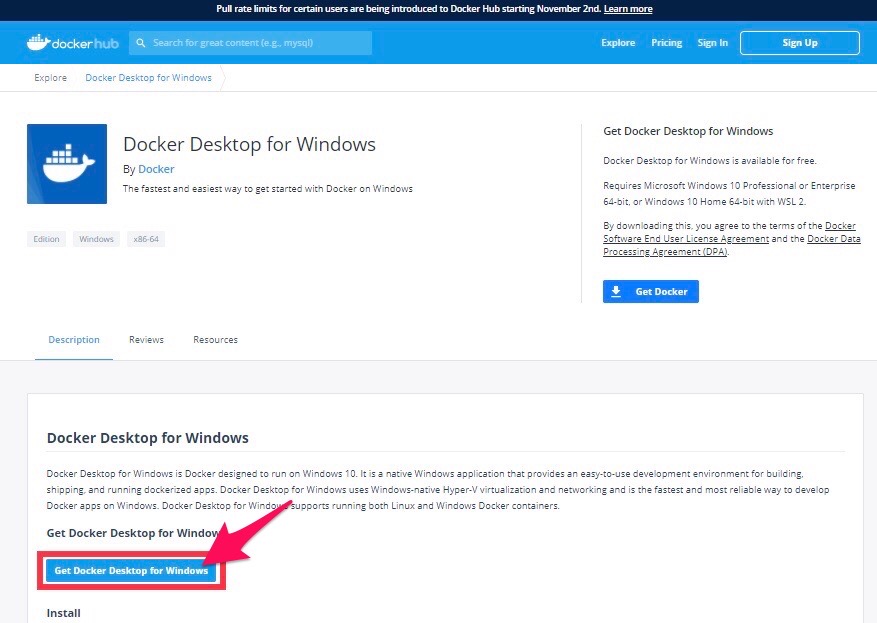 Pull rate limits for certain users are being introduced to Docker Hub starting November 2nd. Learn more
dockerhub
Search for great content (e.g., mysql)
Explore
Pricing
Sign In
Sign Up
Explore
Docker Desktop for Windows
Docker Desktop for Windows
By Docker
The fastest and easiest way to get started with Docker on Windows
Edition
Windows
x86-64
Get Docker Desktop for Windows
Docker Desktop for Windows is available for free.
Requires Microsoft Windows 10 Professional or Enterprise
64-bit, or Windows 10 Home 64-bit with WSL 2.
By downloading this, you agree to the terms of the Docker
Software End User License Agreement and the Docker Data
Processing Agreement (DPA).
Get Docker
Description
Reviews
Resources
Docker Desktop for Windows
Docker Desktop for Windows is Docker designed to run on Windows 10. It is a native Windows application that provides an easy-to-use development environment for building,
shipping, and running dockerized apps. Docker Desktop for Windows uses Windows-native Hyper-V virtualization and networking and is the fastest and most reliable way to develop
Docker apps on Windows. Docker Desktop for Windows supports running both Linux and Windows Docker containers.
Get Docker Desktop for Window
Get Docker Desktop for Windows
Install